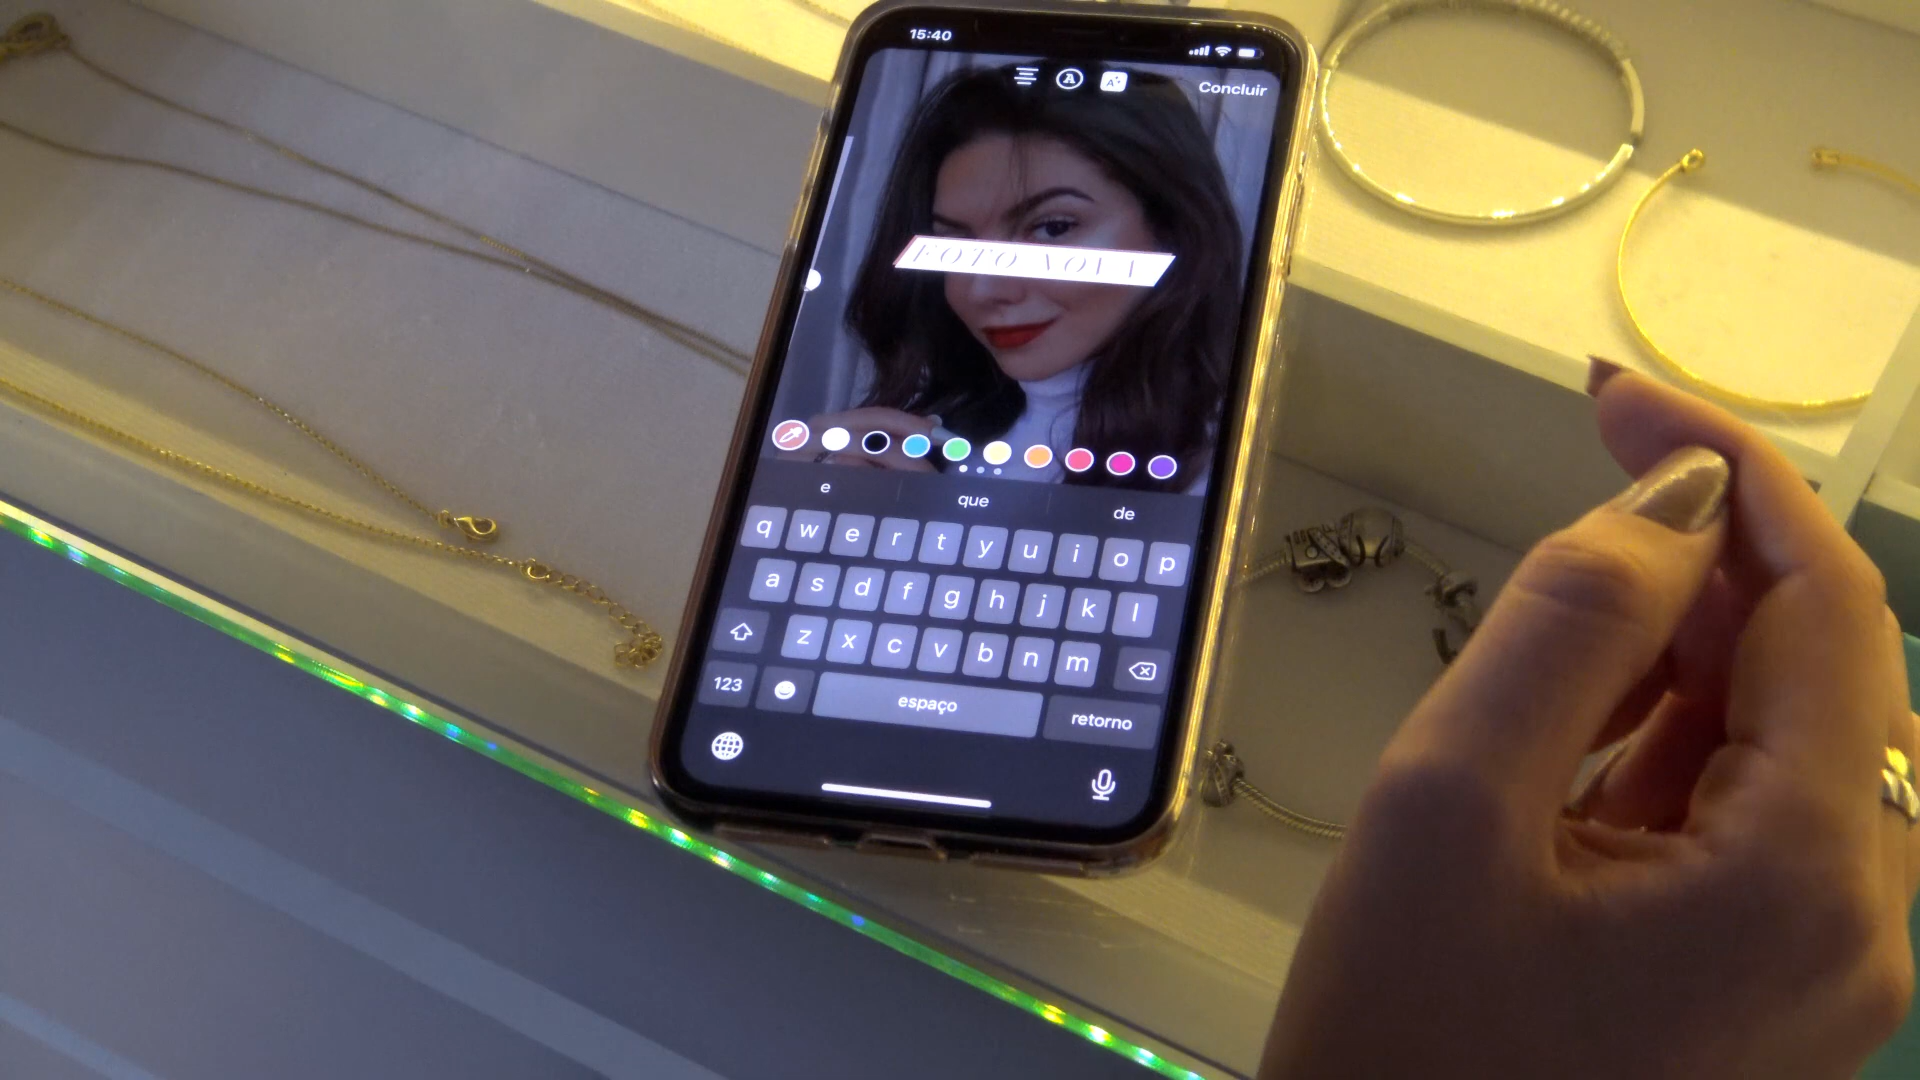 15:40
A
Concluir
FOTO NOVA
e que de
q w e r t y u i o p
a s d f g h j k l
z x c v b n m
123 espaço retorno